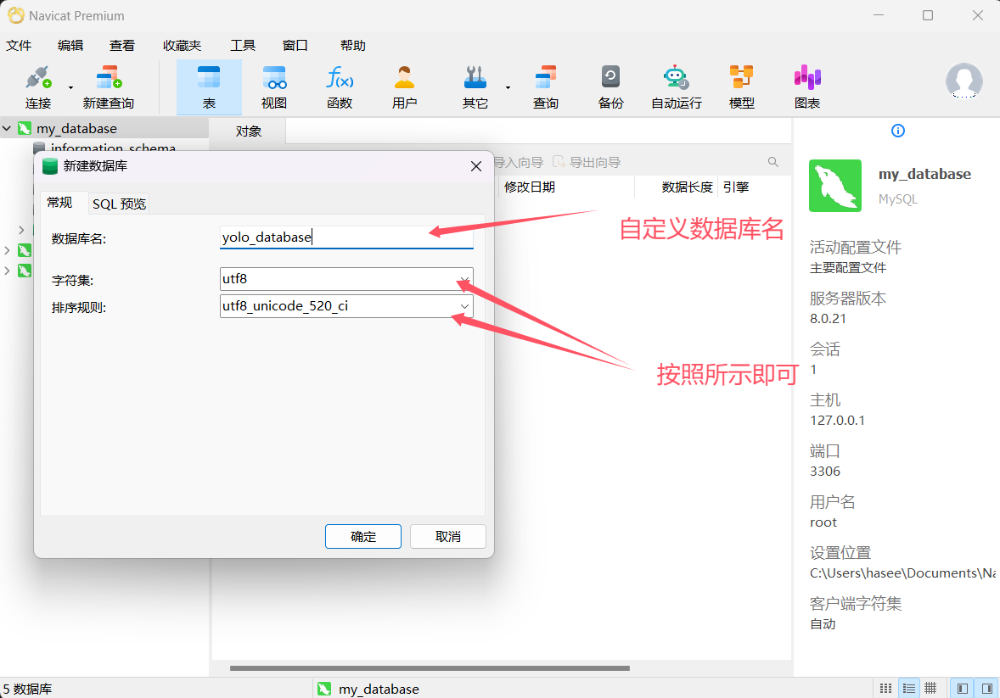 Navicat Premium
文件 编辑 查看 收藏夹 工具 窗口 帮助
连接 新建查询 表 视图 函数 用户 其它 查询 备份 自动运行 模型 图表
my_database
information_schema
对象
导入向导 导出向导
修改日期 数据长度 引擎
新建数据库
常规 SQL 预览
数据库名: yolo_database
字符集: utf8
排序规则: utf8_unicode_520_ci
确定 取消
自定义数据库名
按照所示即可
my_database
MySQL
活动配置文件
主要配置文件
服务器版本
8.0.21
会话
1
主机
127.0.0.1
端口
3306
用户名
root
设置位置
C:\Users\hasee\Documents\Na
客户端字符集
自动
5 数据库 my_database